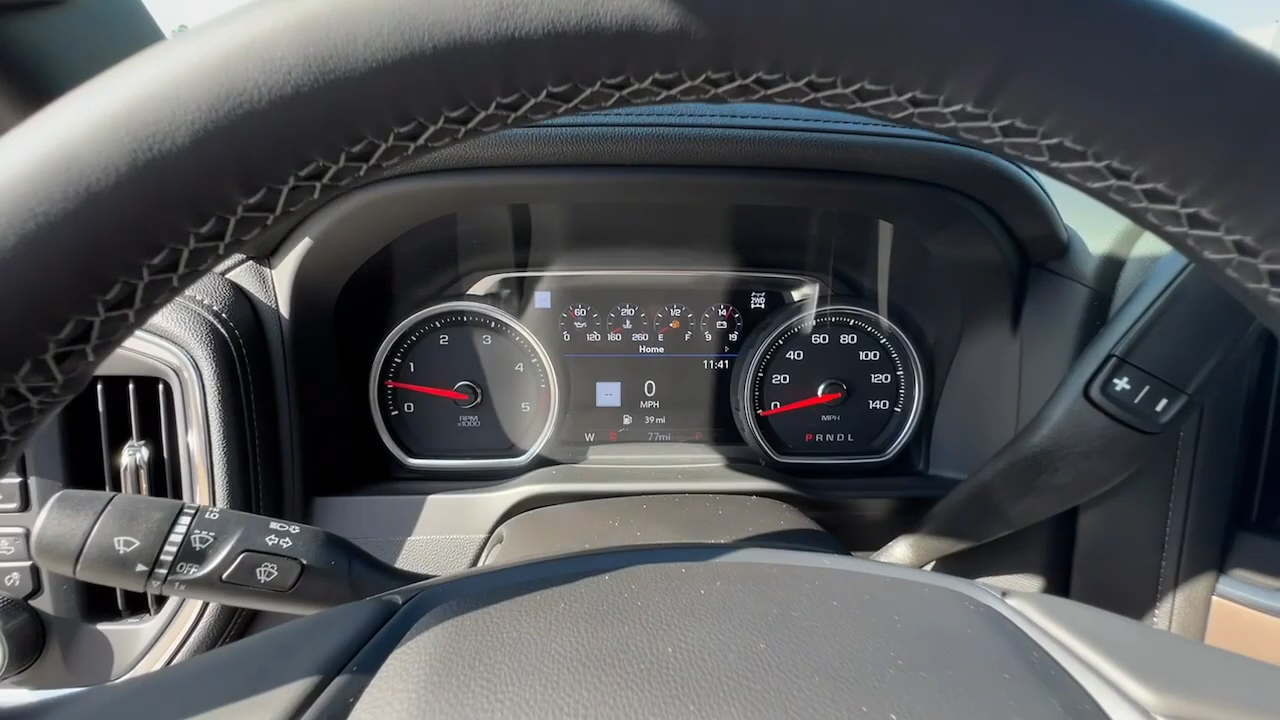 60 210 1/2 14
0 120 160 260 E F 9 19
2WD
Home
11:41
--
0
MPH
39 mi
W 77mi
0 1 2 3 4 5
RPM
x1000
0 20 40 60 80 100 120 140
MPH
PRNDL
OFF
1x
+ | -